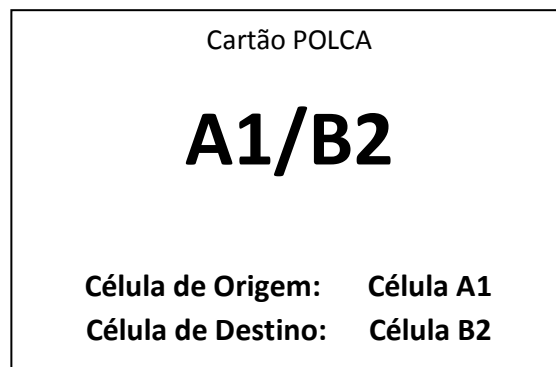 Cartão POLCA
A1/B2
Célula de Origem: Célula A1
Célula de Destino: Célula B2